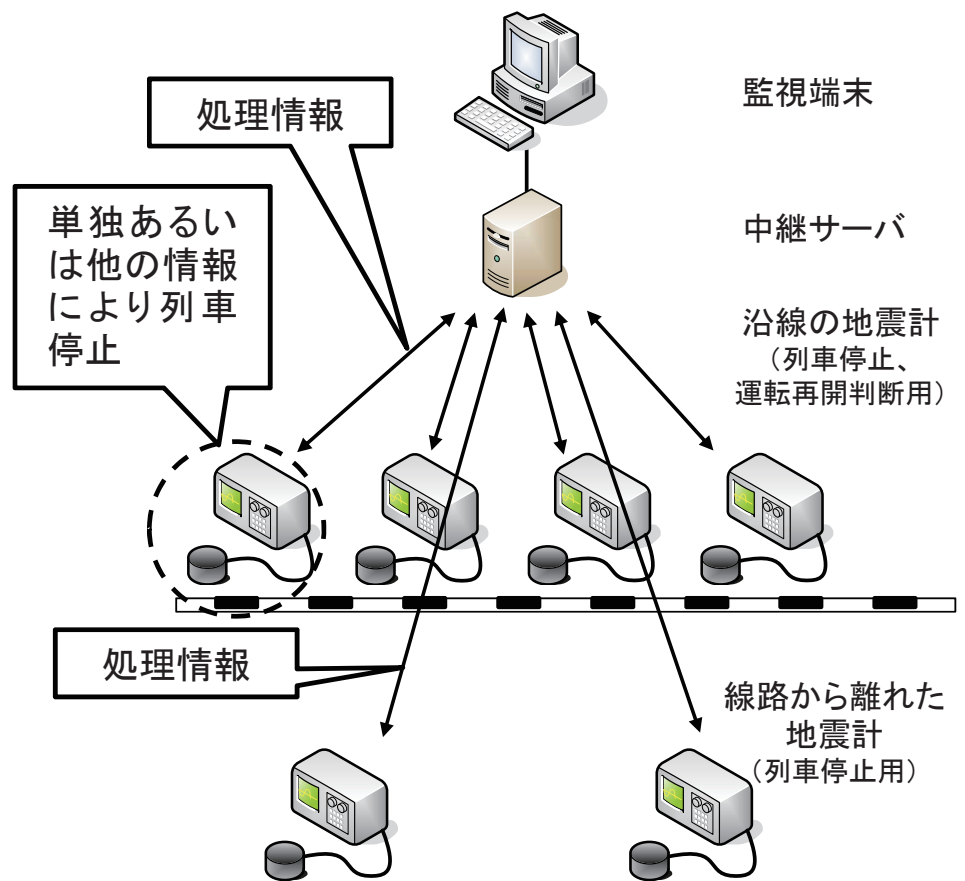 監視端末
処理情報
単独あるい
は他の情報
により列車
停止
中継サーバ
沿線の地震計
（列車停止、
運転再開判断用）
処理情報
線路から離れた
地震計
（列車停止用）